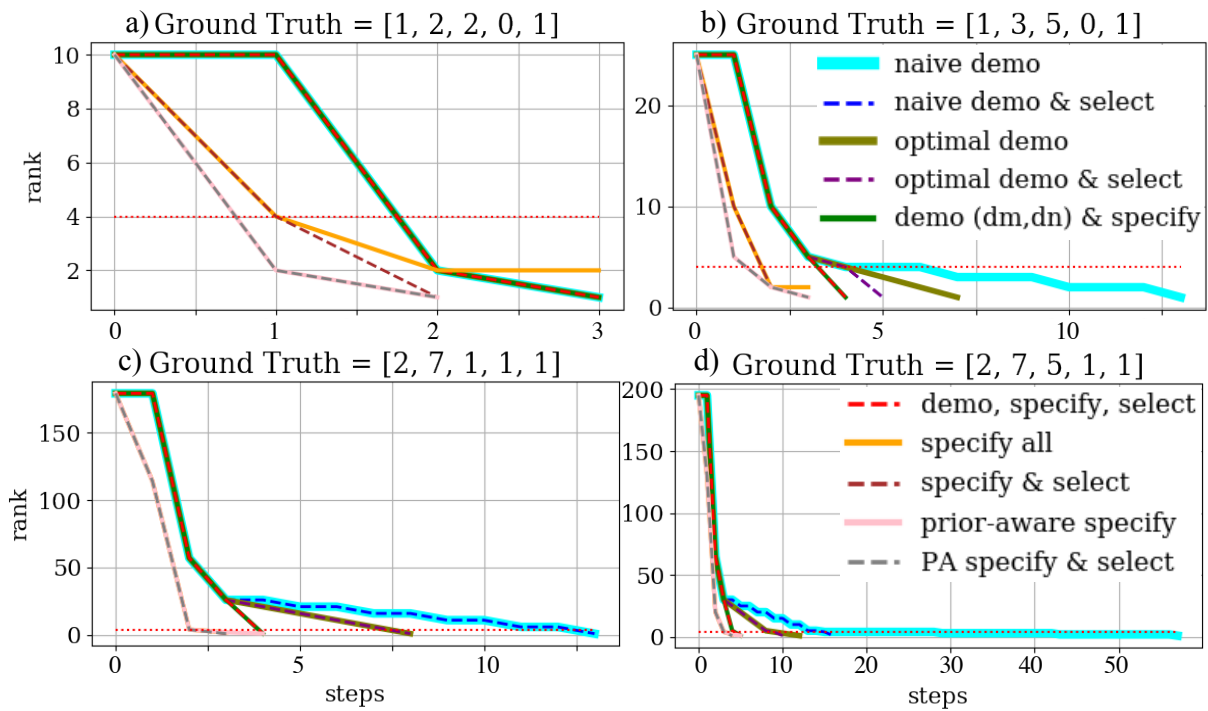 a) Ground Truth = [1, 2, 2, 0, 1]
10
8
6
4
2
rank
0
1
2
3
b) Ground Truth = [1, 3, 5, 0, 1]
20
10
0
0
5
10
naive demo
naive demo & select
optimal demo
optimal demo & select
demo (dm,dn) & specify
c) Ground Truth = [2, 7, 1, 1, 1]
150
100
50
0
rank
0
5
10
steps
d) Ground Truth = [2, 7, 5, 1, 1]
200
150
100
50
0
0
10
20
30
40
50
steps
demo, specify, select
specify all
specify & select
prior-aware specify
PA specify & select